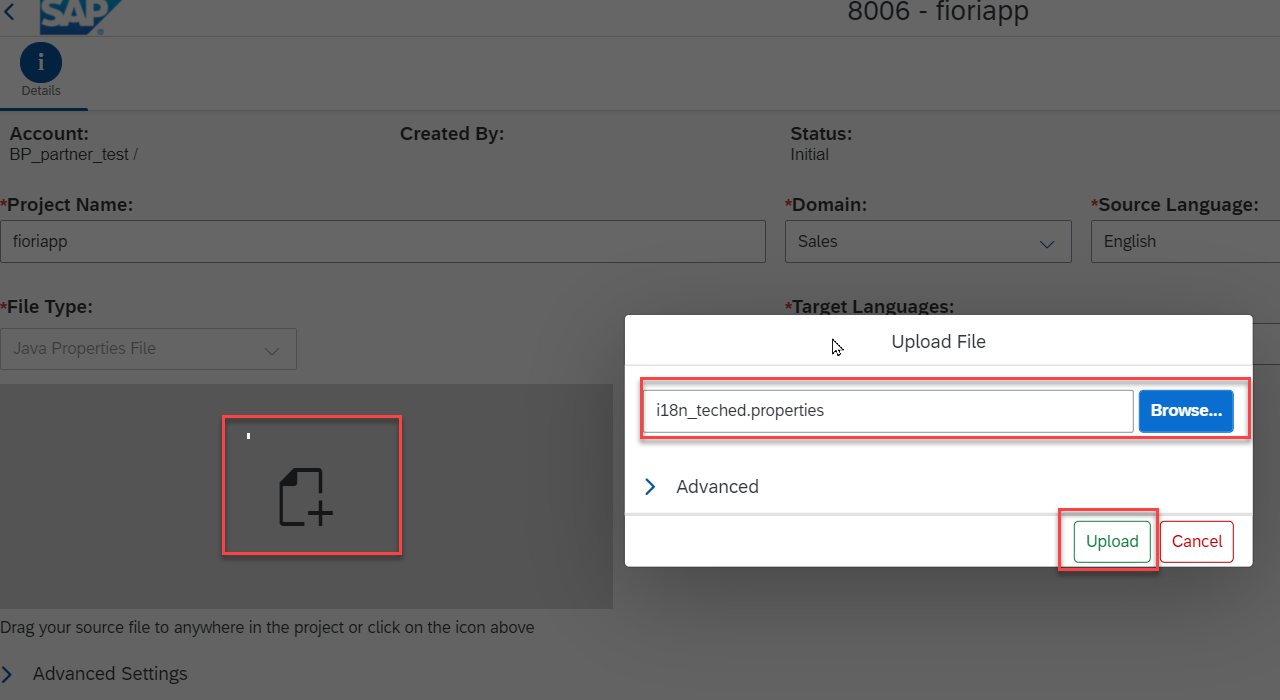 SAP
8006 - fioriapp
i
Details
Account:
Created By:
Status:
BP_partner_test /
Initial
*Project Name:
*Domain:
*Source Language:
fioriapp
Sales
English
*File Type:
*Target Languages:
Java Properties File
Upload File
i18n_teched.properties
Browse...
Advanced
Upload
Cancel
Drag your source file to anywhere in the project or click on the icon above
Advanced Settings